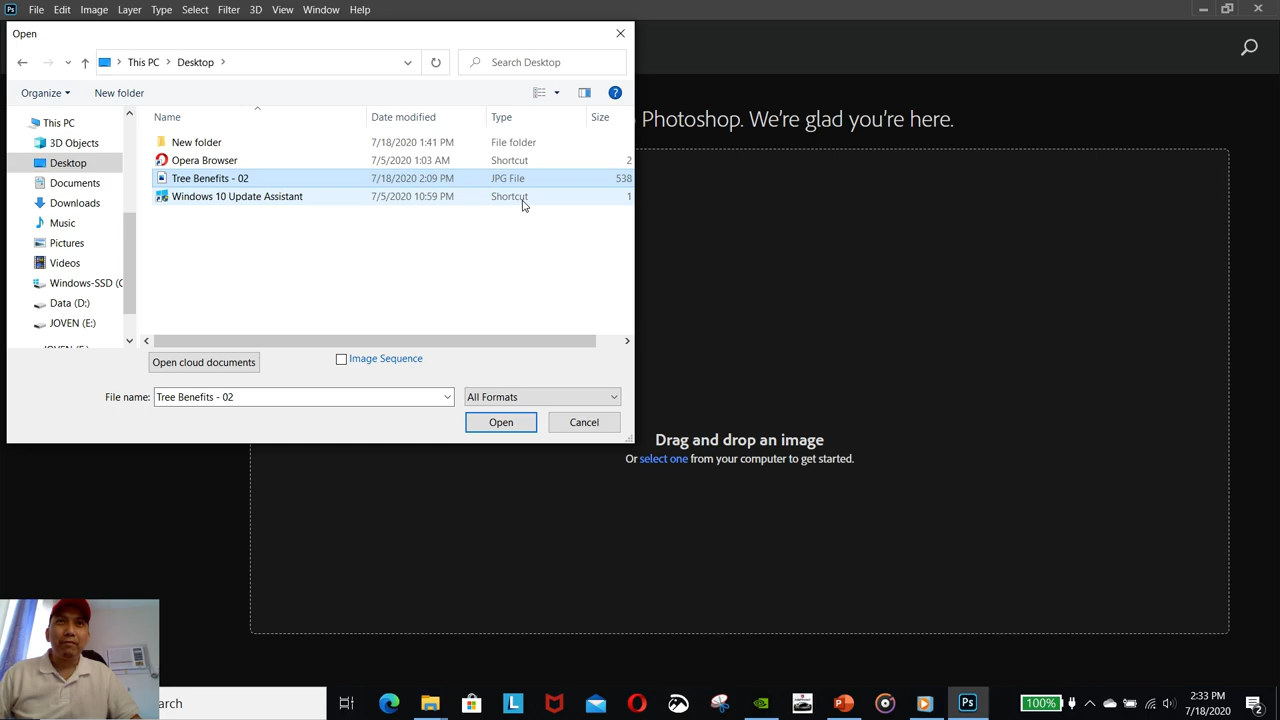 Ps File Edit Image Layer Type Select Filter 3D View Window Help
Open
This PC Desktop
Search Desktop
Organize New folder
Name Date modified Type Size
This PC
3D Objects
Desktop
Documents
Downloads
Music
Pictures
Videos
Windows-SSD (C
Data (D:)
JOVEN (E:)
New folder 7/18/2020 1:41 PM File folder
Opera Browser 7/5/2020 1:03 AM Shortcut 2
Tree Benefits - 02 7/18/2020 2:09 PM JPG File 538
Windows 10 Update Assistant 7/5/2020 10:59 PM Shortcut 1
Open cloud documents
Image Sequence
File name: Tree Benefits - 02 All Formats
Open Cancel
Photoshop. We're glad you're here.
Drag and drop an image
Or select one from your computer to get started.
arch
L
Ps
100%
2:33 PM
7/18/2020
2